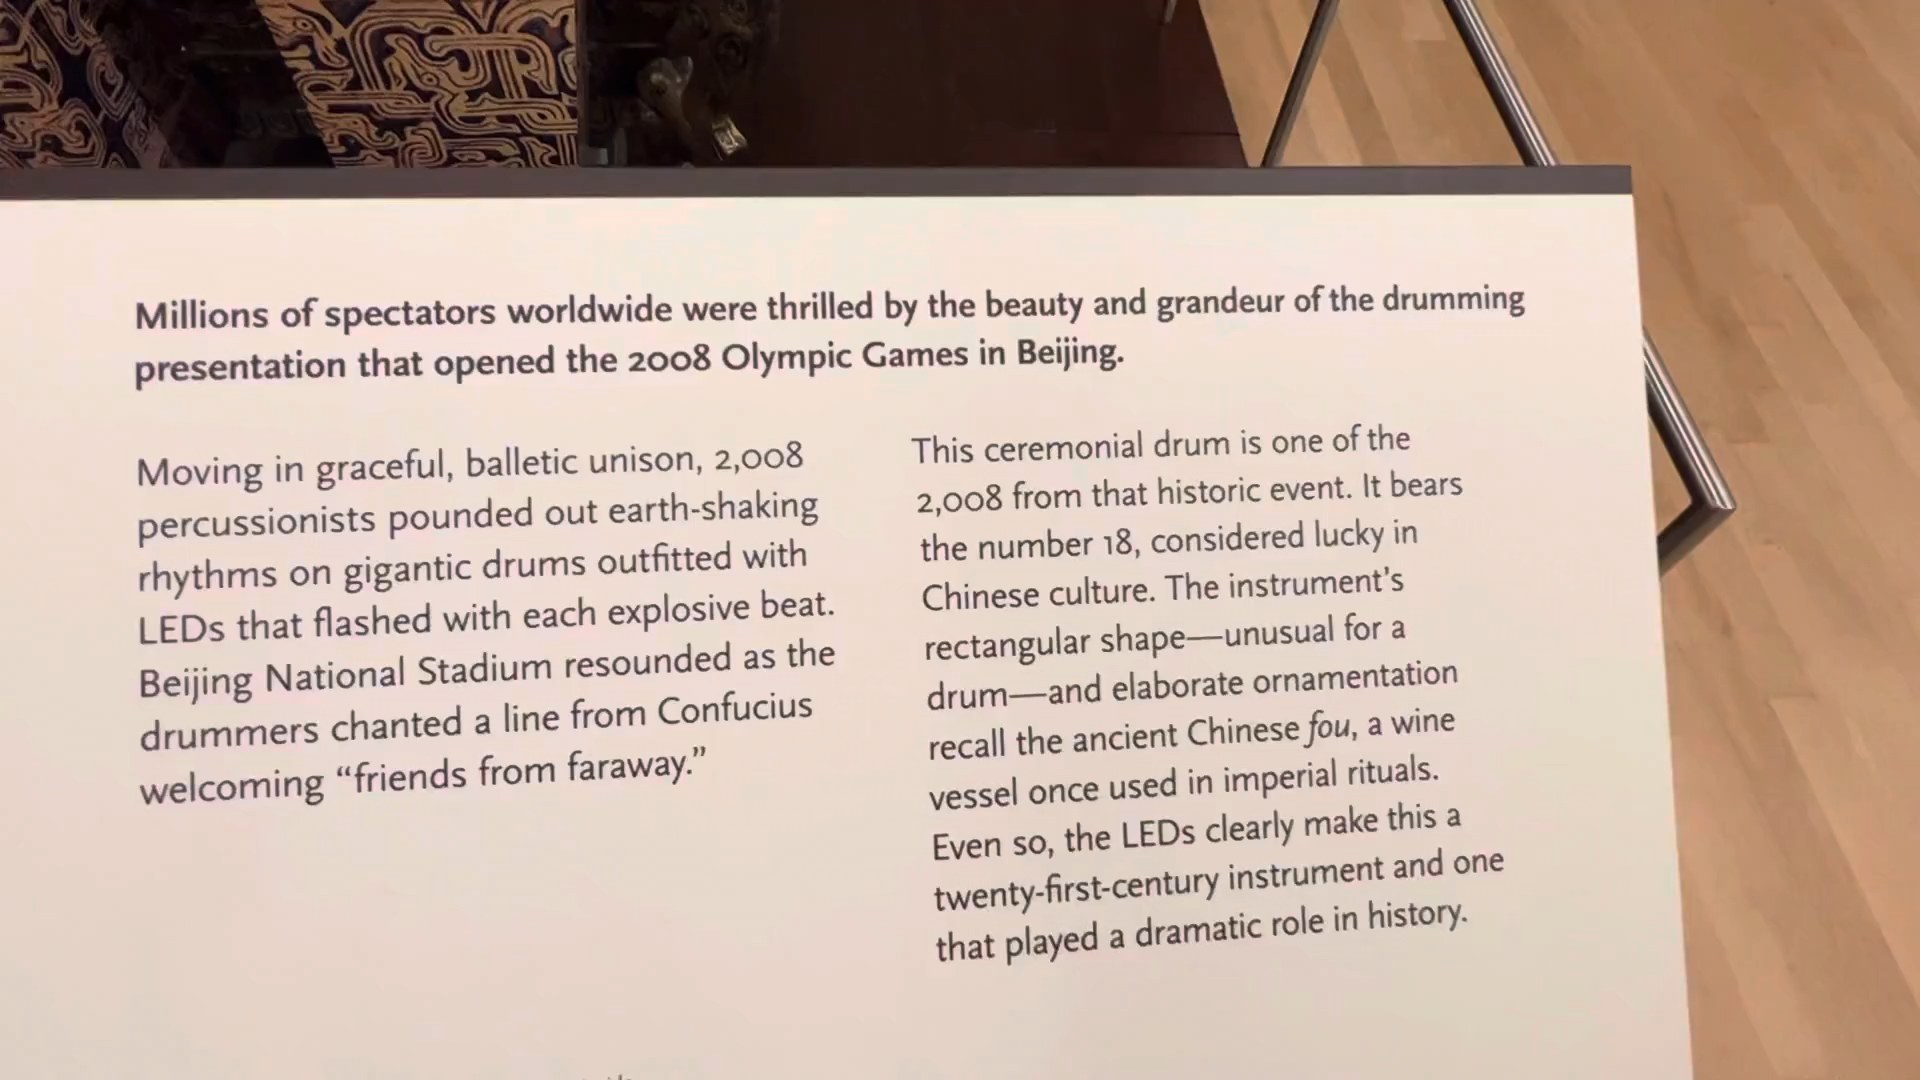 Millions of spectators worldwide were thrilled by the beauty and grandeur of the drumming
presentation that opened the 2008 Olympic Games in Beijing.
Moving in graceful, balletic unison, 2,008
percussionists pounded out earth-shaking
rhythms on gigantic drums outfitted with
LEDs that flashed with each explosive beat.
Beijing National Stadium resounded as the
drummers chanted a line from Confucius
welcoming “friends from faraway.”
This ceremonial drum is one of the
2,008 from that historic event. It bears
the number 18, considered lucky in
Chinese culture. The instrument’s
rectangular shape—unusual for a
drum—and elaborate ornamentation
recall the ancient Chinese fou, a wine
vessel once used in imperial rituals.
Even so, the LEDs clearly make this a
twenty-first-century instrument and one
that played a dramatic role in history.